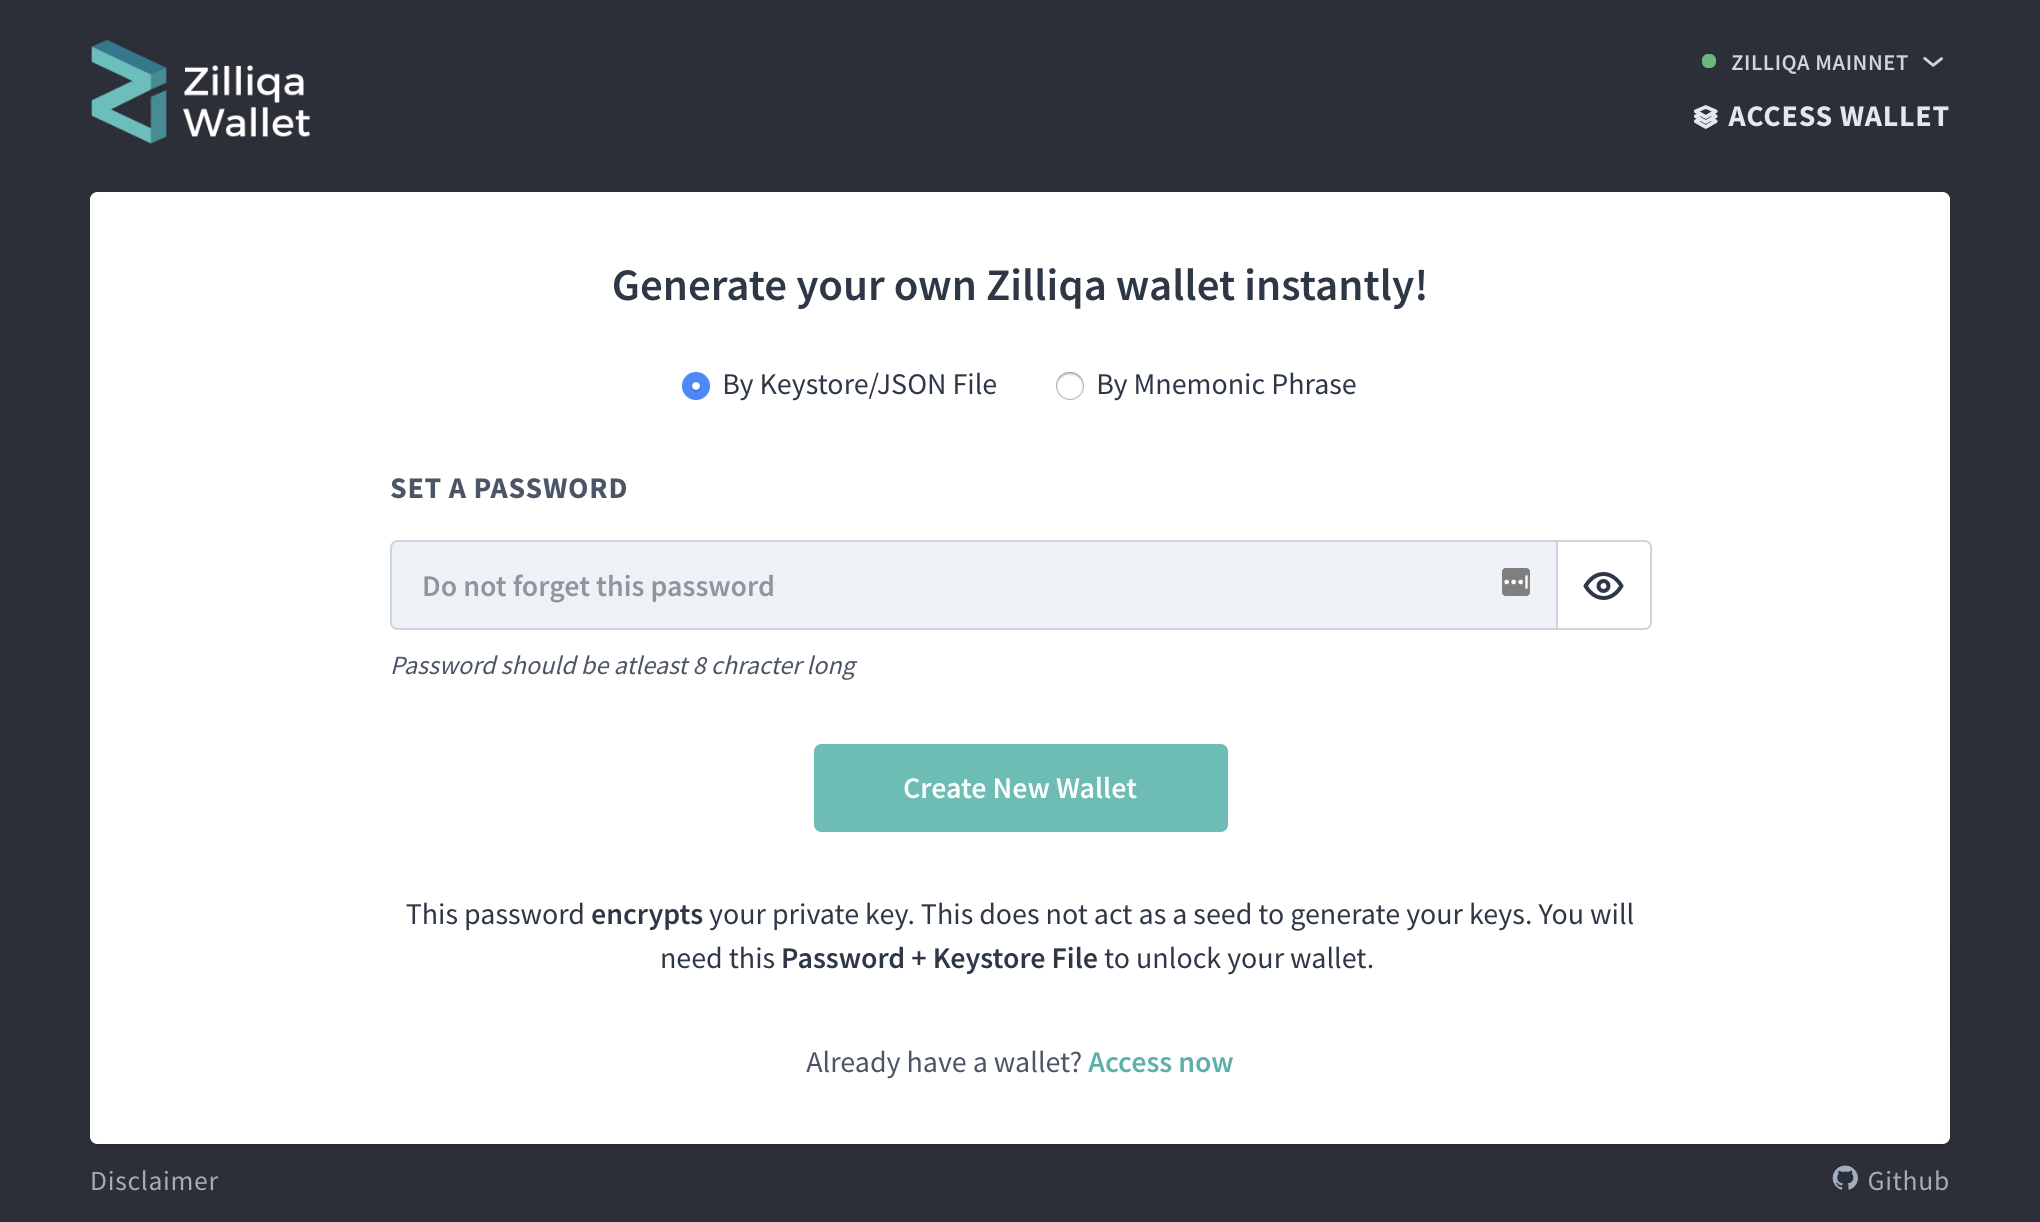 Zilliqa
Wallet
ZILLIQA MAINNET
ACCESS WALLET
Generate your own Zilliqa wallet instantly!
By Keystore/JSON File
By Mnemonic Phrase
SET A PASSWORD
Do not forget this password
Password should be atleast 8 chracter long
Create New Wallet
This password encrypts your private key. This does not act as a seed to generate your keys. You will
need this Password + Keystore File to unlock your wallet.
Already have a wallet? Access now
Disclaimer
Github